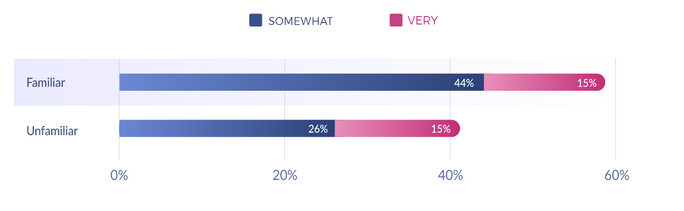 SOMEWHAT VERY
Familiar 44% 15%
Unfamiliar 26% 15%
0% 20% 40% 60%